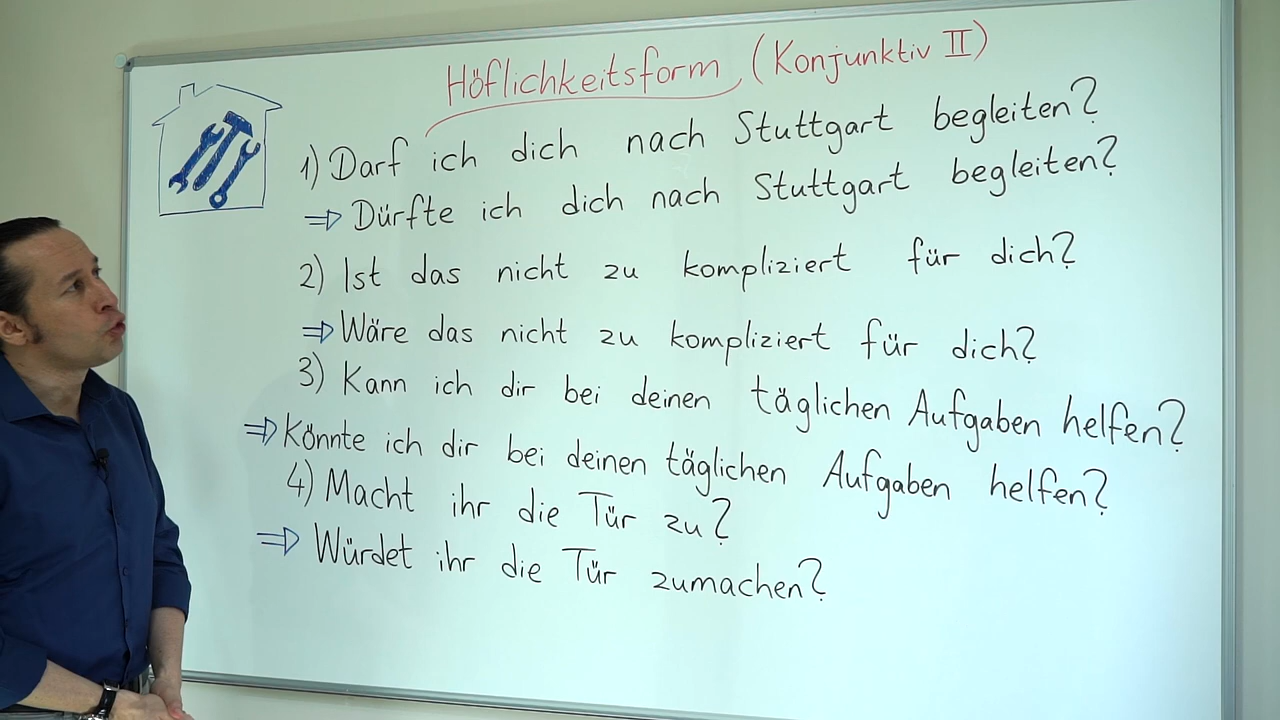 Höflichkeitsform (Konjunktiv II)
1) Darf ich dich nach Stuttgart begleiten?
⇒ Dürfte ich dich nach Stuttgart begleiten?
2) Ist das nicht zu kompliziert für dich?
⇒ Wäre das nicht zu kompliziert für dich?
3) Kann ich dir bei deinen täglichen Aufgaben helfen?
⇒ Könnte ich dir bei deinen täglichen Aufgaben helfen?
4) Macht ihr die Tür zu?
⇒ Würdet ihr die Tür zumachen?